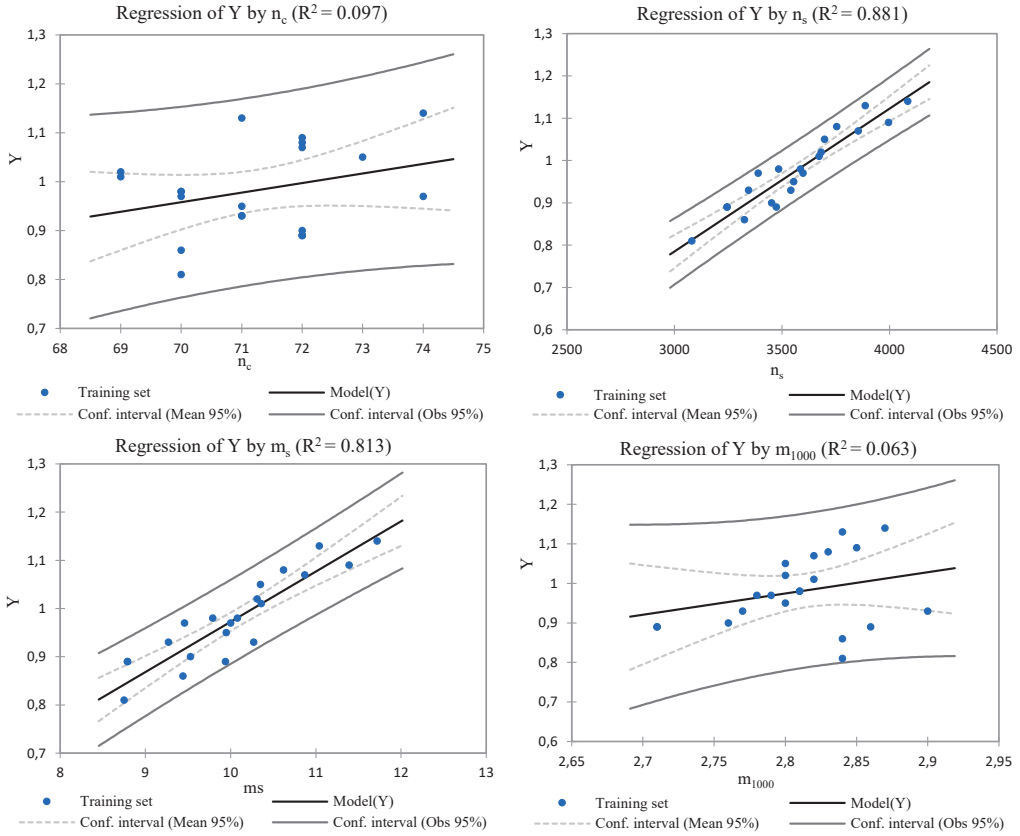 Regression of Y by n_c (R² = 0.097)
1,3
1,2
1,1
1
0,9
0,8
0,7
Y
68
69
70
71
72
73
74
75
n_c
Training set
Model(Y)
Conf. interval (Mean 95%)
Conf. interval (Obs 95%)
Regression of Y by n_s (R² = 0.881)
1,3
1,2
1,1
1
0,9
0,8
0,7
0,6
Y
2500
3000
3500
4000
4500
n_s
Training set
Model(Y)
Conf. interval (Mean 95%)
Conf. interval (Obs 95%)
Regression of Y by m_s (R² = 0.813)
1,3
1,2
1,1
1
0,9
0,8
0,7
Y
8
9
10
11
12
13
ms
Training set
Model(Y)
Conf. interval (Mean 95%)
Conf. interval (Obs 95%)
Regression of Y by m_1000 (R² = 0.063)
1,3
1,2
1,1
1
0,9
0,8
0,7
0,6
Y
2,65
2,7
2,75
2,8
2,85
2,9
2,95
m_1000
Training set
Model(Y)
Conf. interval (Mean 95%)
Conf. interval (Obs 95%)